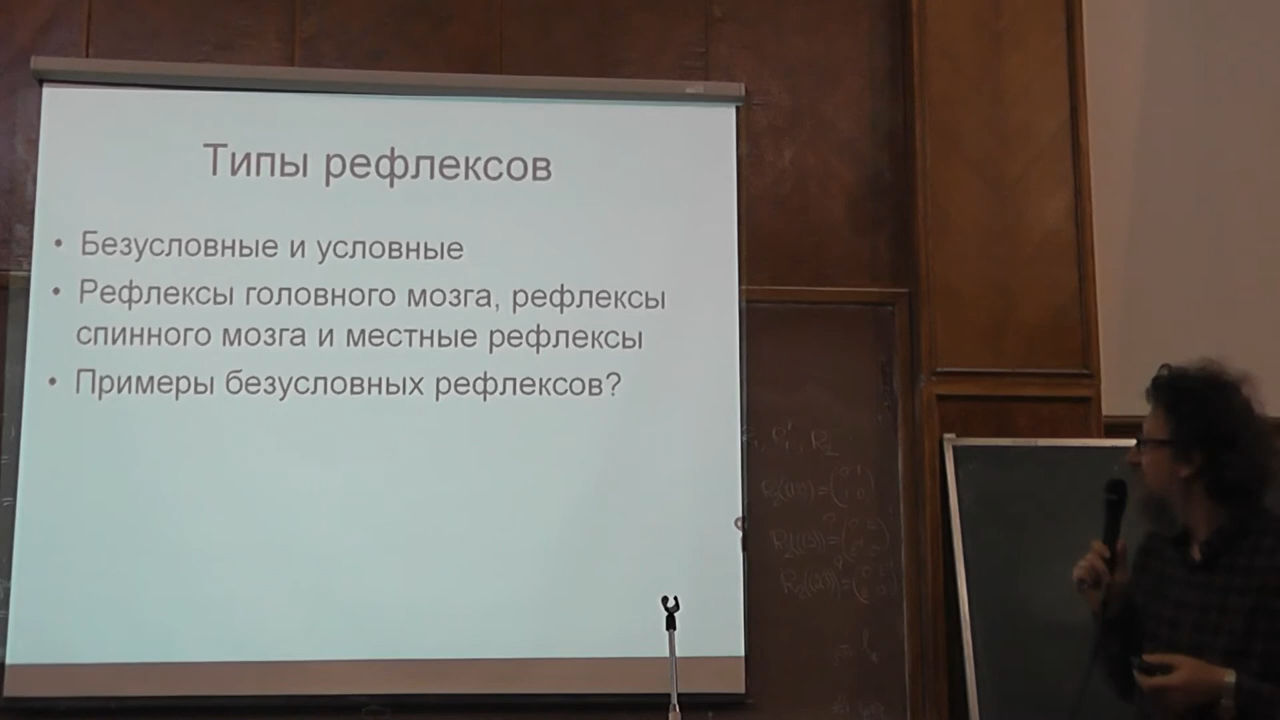 Типы рефлексов
• Безусловные и условные
• Рефлексы головного мозга, рефлексы
спинного мозга и местные рефлексы
• Примеры безусловных рефлексов?